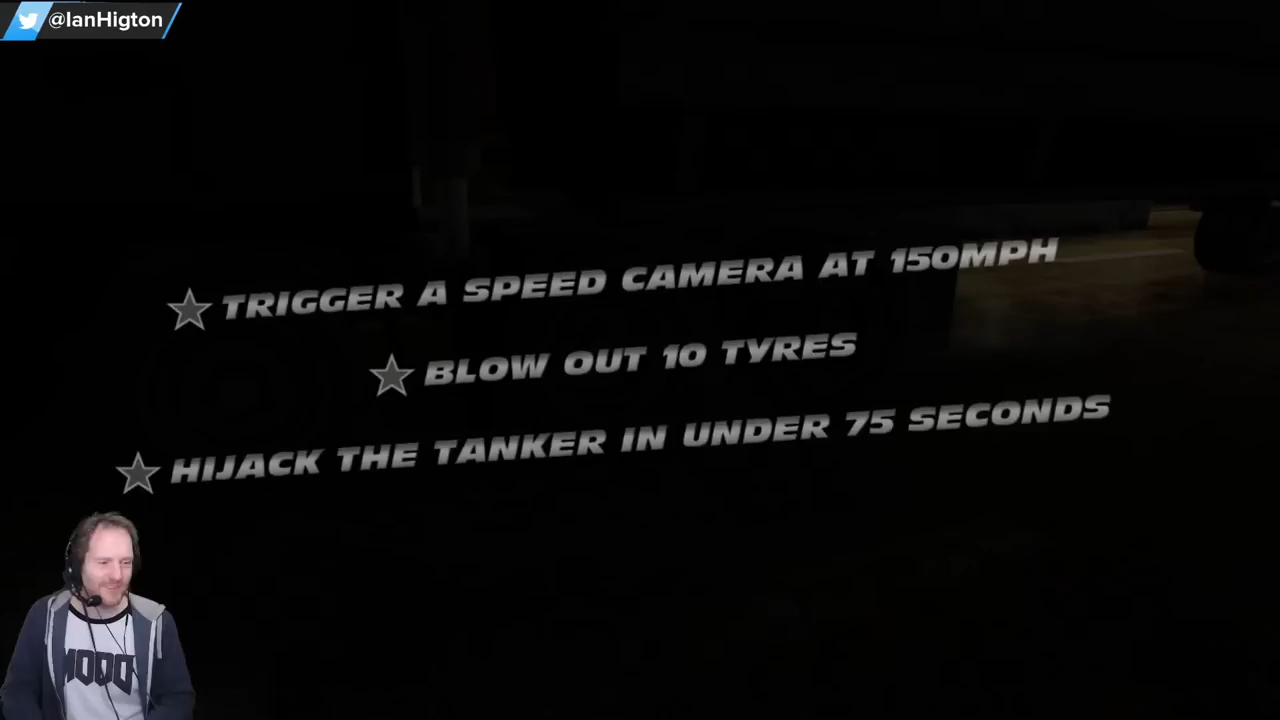 @IanHigton
TRIGGER A SPEED CAMERA AT 150MPH
BLOW OUT 10 TYRES
HIJACK THE TANKER IN UNDER 75 SECONDS